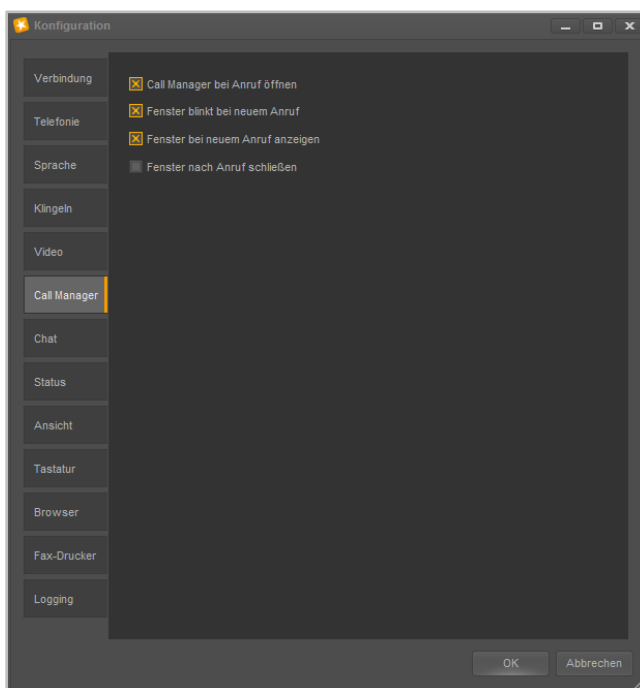 Konfiguration
Verbindung
Telefonie
Sprache
Klingeln
Video
Call Manager
Chat
Status
Ansicht
Tastatur
Browser
Fax-Drucker
Logging
Call Manager bei Anruf öffnen
Fenster blinkt bei neuem Anruf
Fenster bei neuem Anruf anzeigen
Fenster nach Anruf schließen
OK
Abbrechen